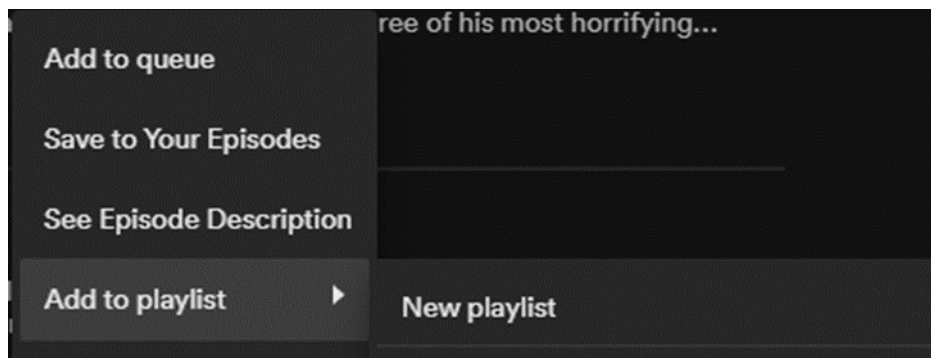 ree of his most horrifying...
Add to queue
Save to Your Episodes
See Episode Description
Add to playlist
New playlist